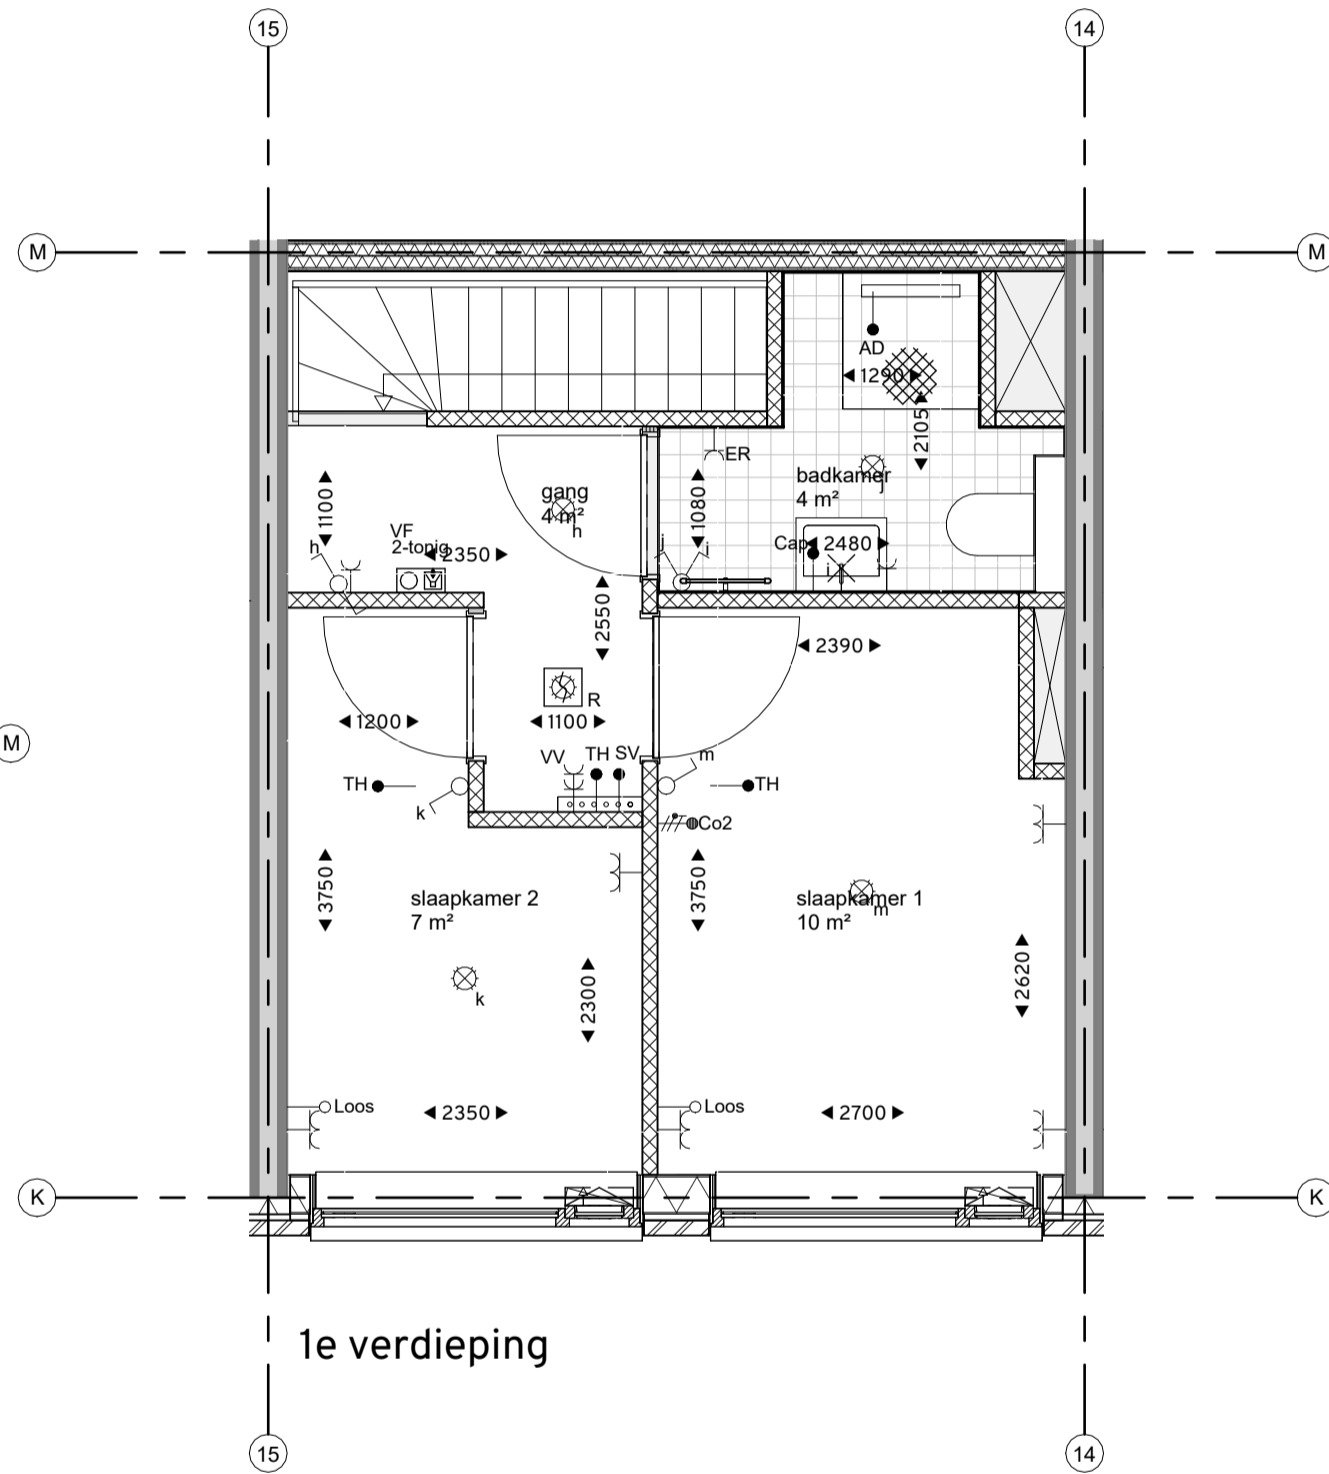 15
14
M
M
AD
1290
2105
ER
badkamer
4 m²
j
gang
4 m²
h
1100
1080
VF
2-tonig
2350
h
j
i
Cap
2480
i
2550
2390
R
1200
1100
M
VV
TH
SV
m
TH
k
TH
Co2
3750
slaapkamer 2
7 m²
3750
slaapkamer 1
10 m²
m
2620
2300
k
Loos
2350
Loos
2700
K
K
1e verdieping
15
14